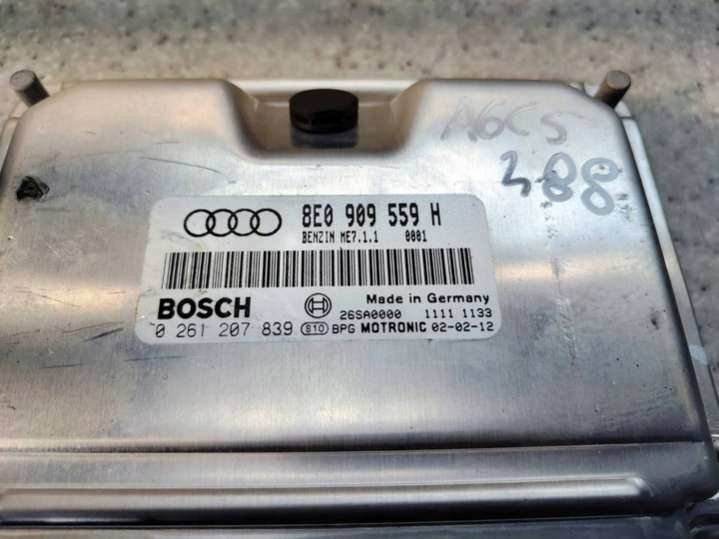 A6C5
388
8E0 909 559 H
BENZIN ME7.1.1 0001
BOSCH
Made in Germany
26SA0000 1111 1133
0 261 207 839 810 BPG MOTRONIC 02-02-12